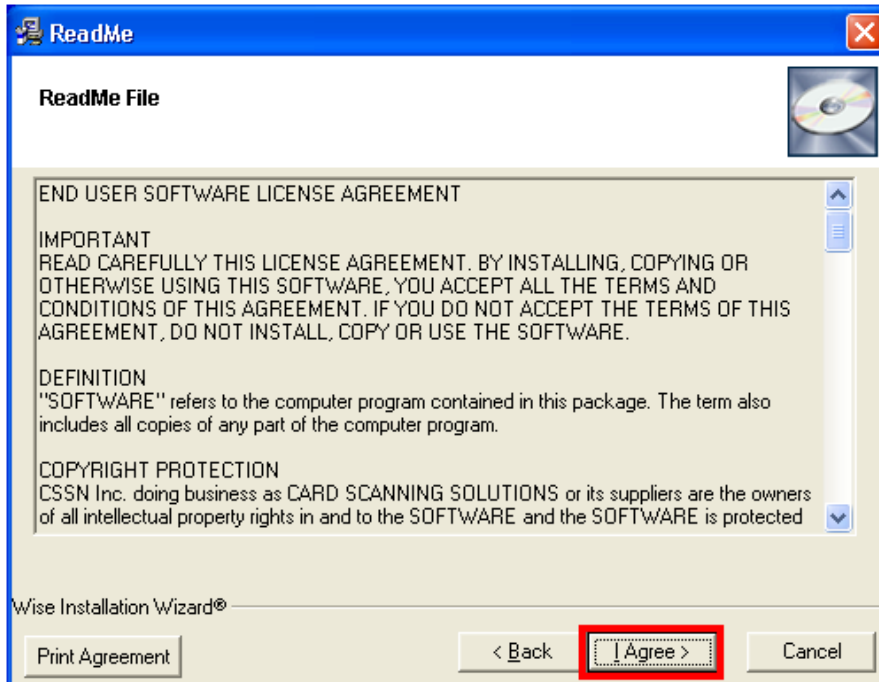 ReadMe
ReadMe File
END USER SOFTWARE LICENSE AGREEMENT
IMPORTANT
READ CAREFULLY THIS LICENSE AGREEMENT. BY INSTALLING, COPYING OR
OTHERWISE USING THIS SOFTWARE, YOU ACCEPT ALL THE TERMS AND
CONDITIONS OF THIS AGREEMENT. IF YOU DO NOT ACCEPT THE TERMS OF THIS
AGREEMENT, DO NOT INSTALL, COPY OR USE THE SOFTWARE.
DEFINITION
"SOFTWARE" refers to the computer program contained in this package. The term also
includes all copies of any part of the computer program.
COPYRIGHT PROTECTION
CSSN Inc. doing business as CARD SCANNING SOLUTIONS or its suppliers are the owners
of all intellectual property rights in and to the SOFTWARE and the SOFTWARE is protected
Wise Installation Wizard®
Print Agreement
< Back
I Agree >
Cancel